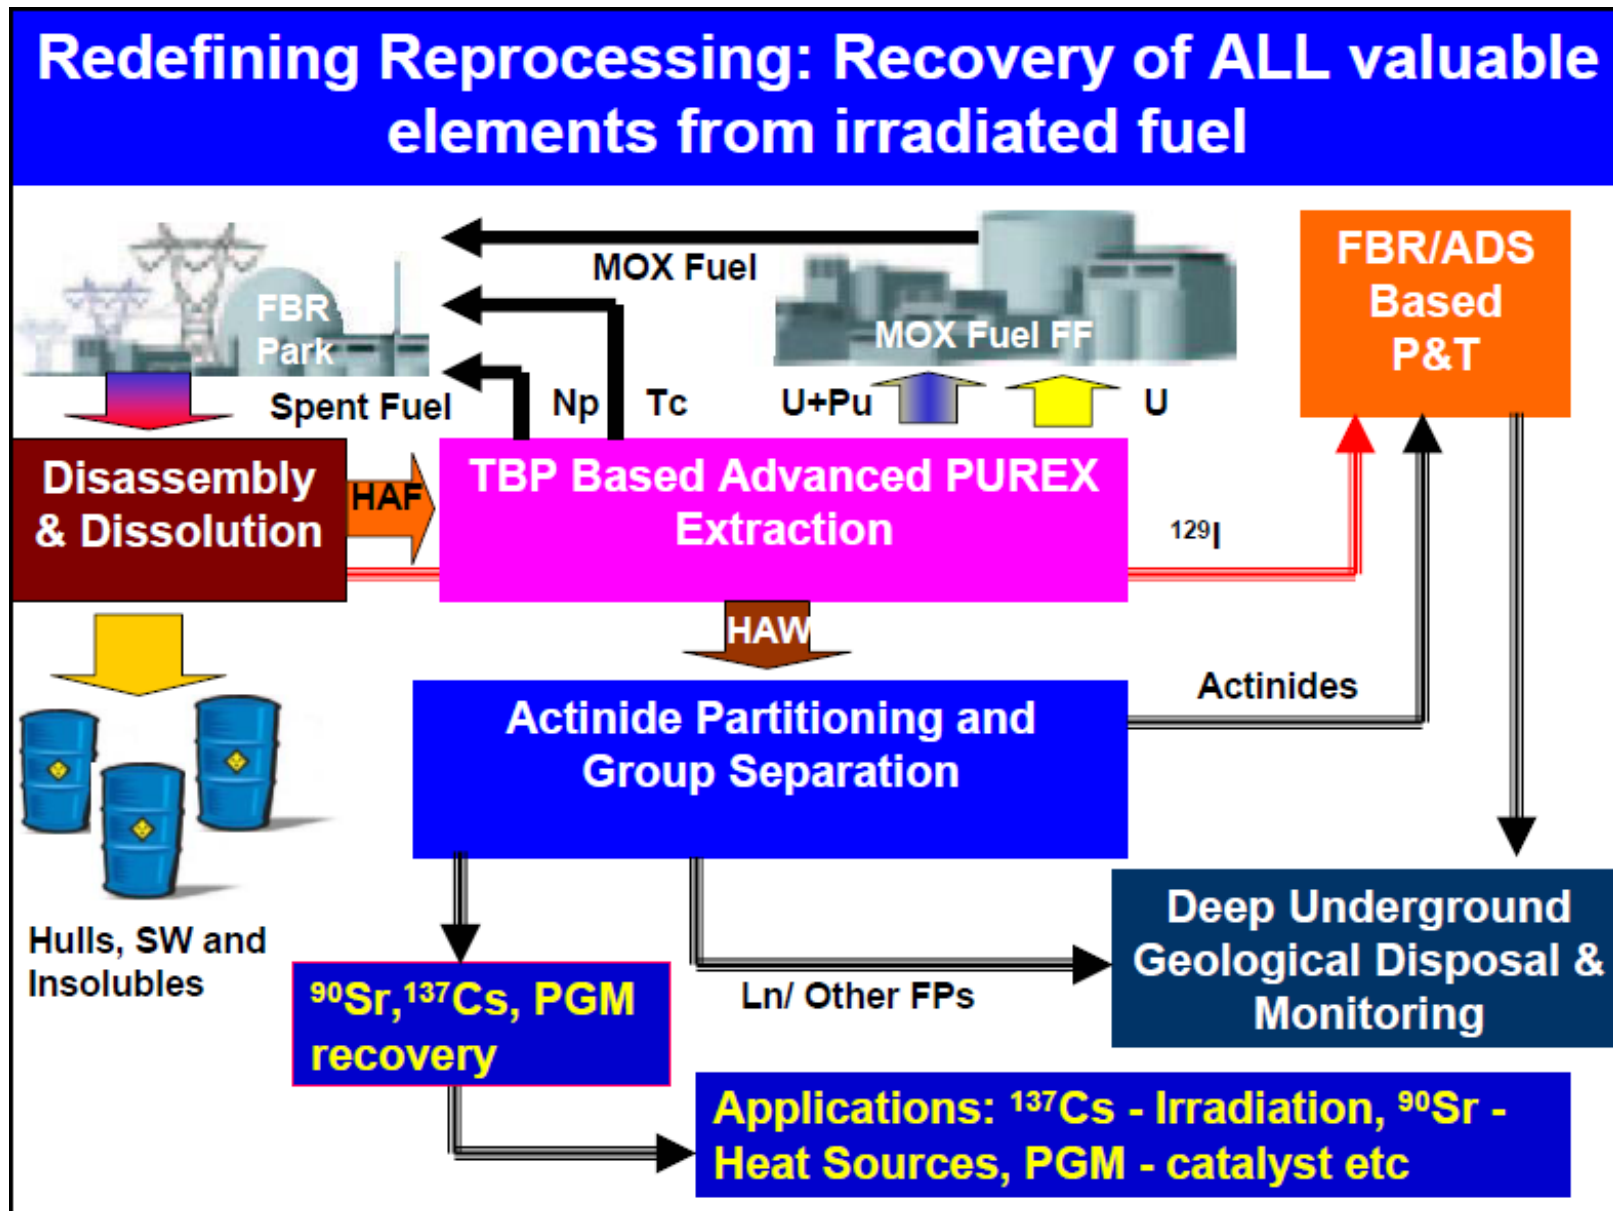 Redefining Reprocessing: Recovery of ALL valuable
elements from irradiated fuel
MOX Fuel
FBR
Park
MOX Fuel FF
FBR/ADS
Based
P&T
Spent Fuel
Np
Tc
U+Pu
U
Disassembly
& Dissolution
HAF
TBP Based Advanced PUREX
Extraction
¹²⁹I
HAW
Actinide Partitioning and
Group Separation
Actinides
Hulls, SW and
Insolubles
⁹⁰Sr,¹³⁷Cs, PGM
recovery
Ln/ Other FPs
Deep Underground
Geological Disposal &
Monitoring
Applications: ¹³⁷Cs - Irradiation, ⁹⁰Sr -
Heat Sources, PGM - catalyst etc